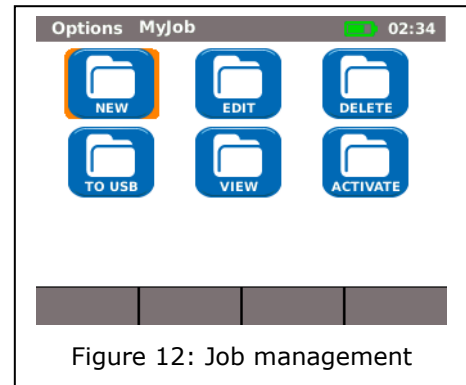 Options MyJob 02:34
NEW EDIT DELETE
TO USB VIEW ACTIVATE
Figure 12: Job management